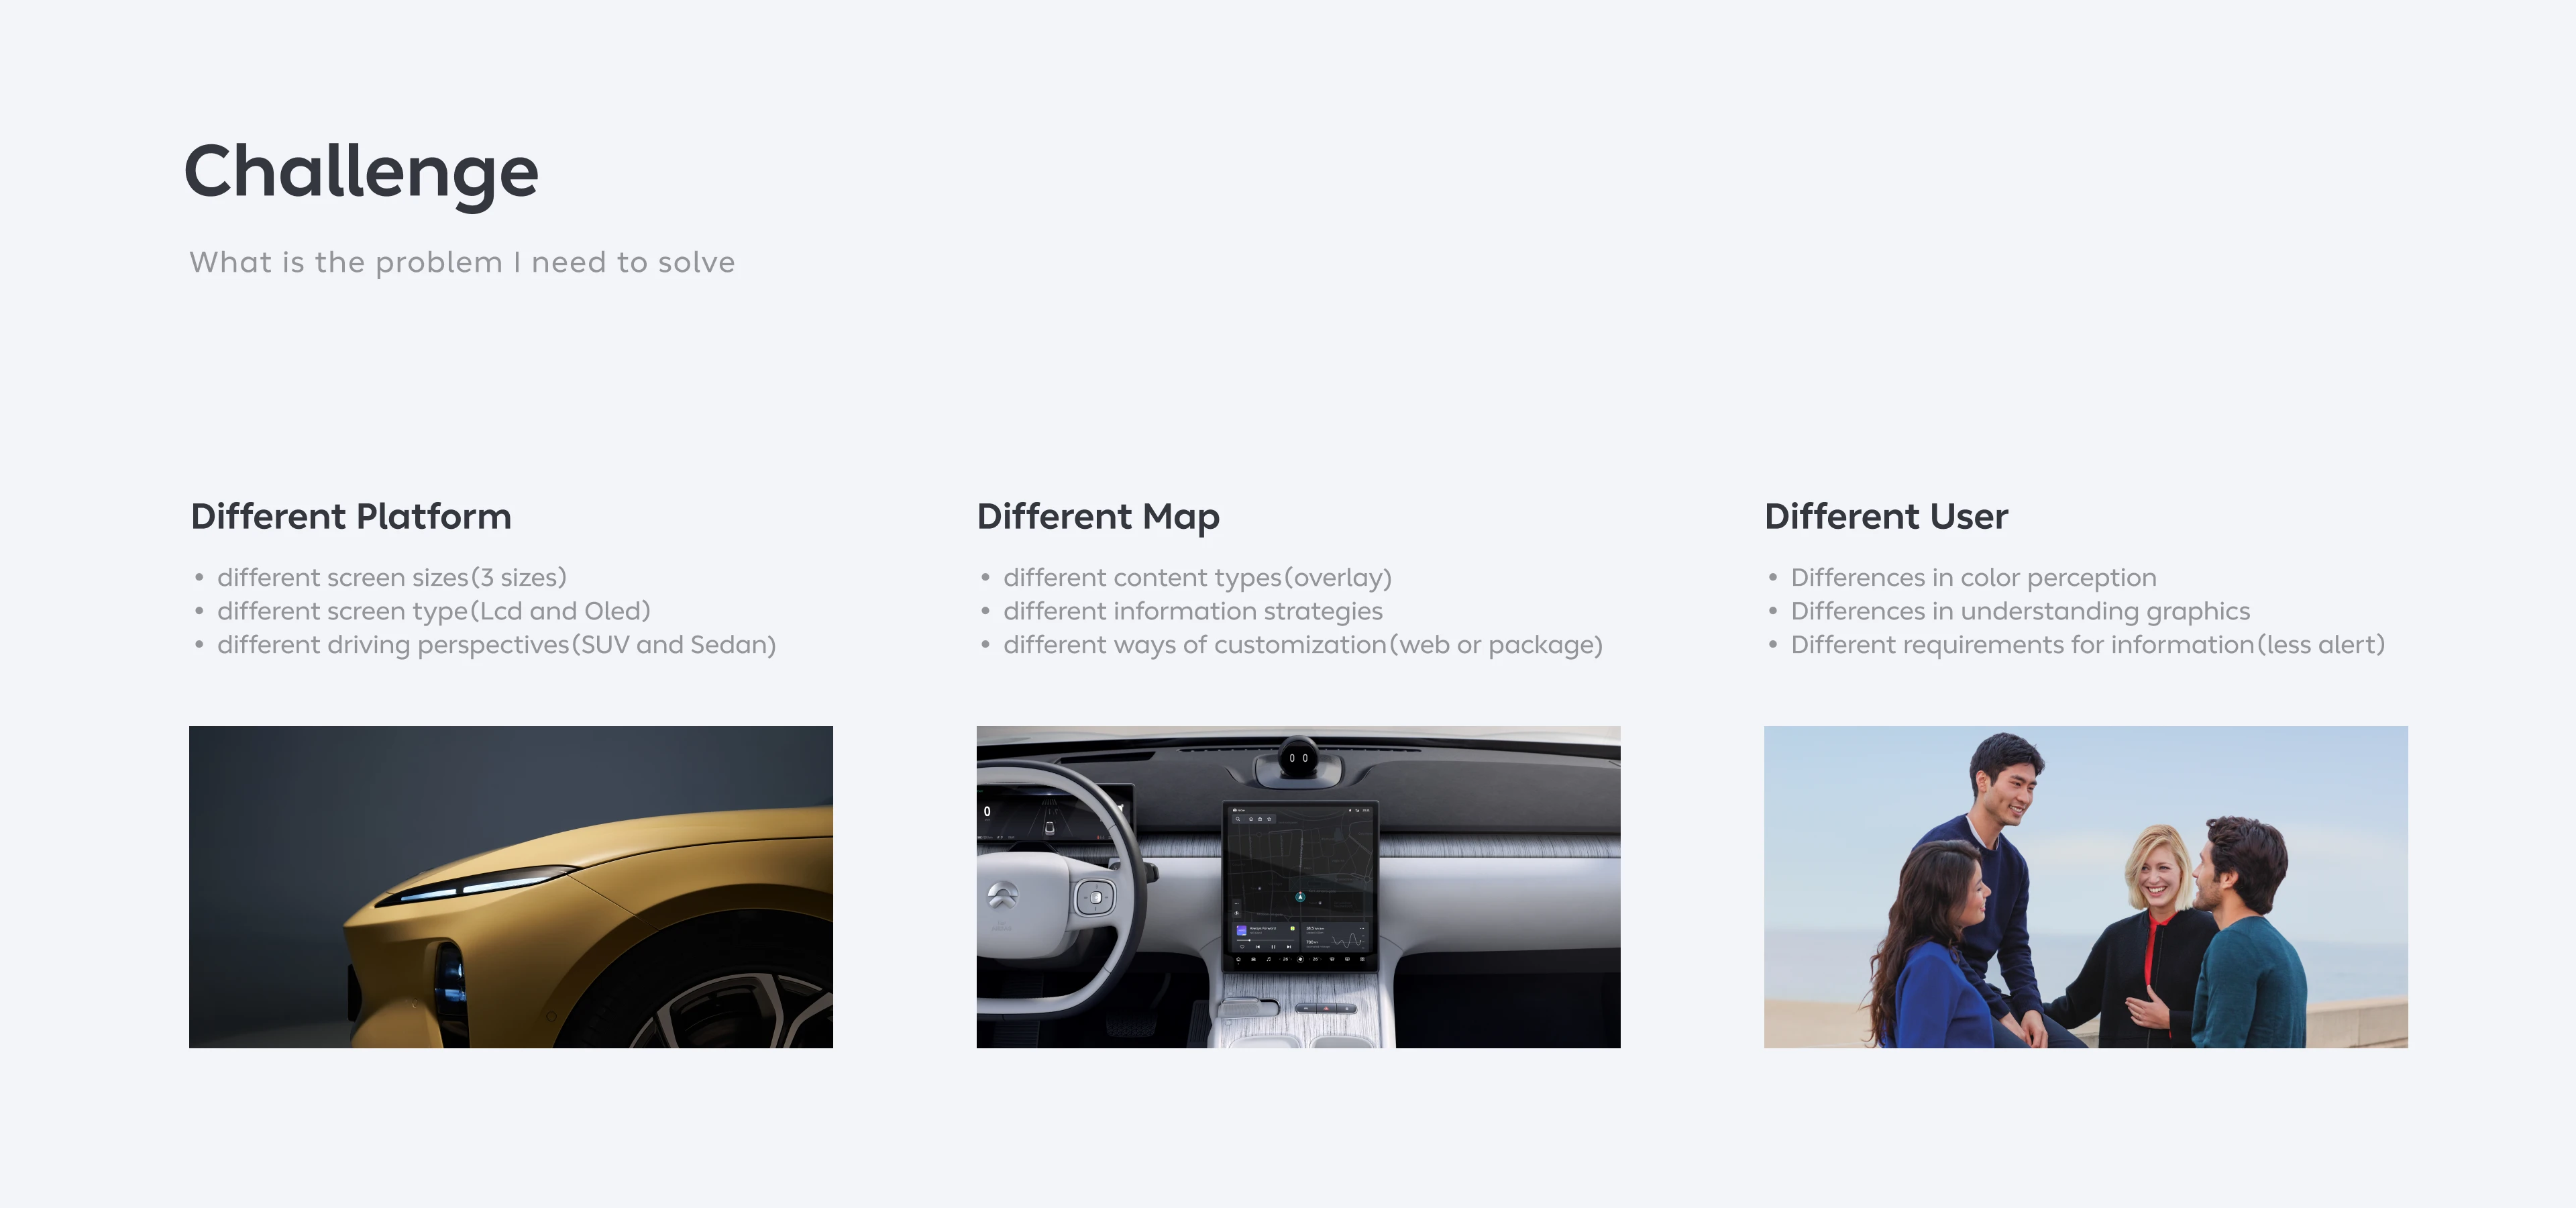 Challenge
What is the problem I need to solve
Different Platform
• different screen sizes(3 sizes)
• different screen type(Lcd and Oled)
• different driving perspectives(SUV and Sedan)
Different Map
• different content types(overlay)
• different information strategies
• different ways of customization(web or package)
Different User
• Differences in color perception
• Differences in understanding graphics
• Different requirements for information(less alert)
0
0 0